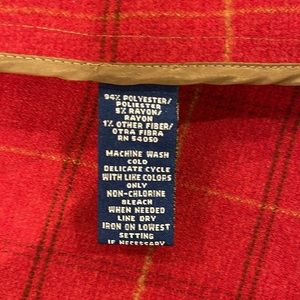 94% POLYESTER/
POLIESTER
5% RAYON/
RAYON
1% OTHER FIBER/
OTRA FIBRA
RN 54050
MACHINE WASH
COLD
DELICATE CYCLE
WITH LIKE COLORS
ONLY
NON-CHLORINE
BLEACH
WHEN NEEDED
LINE DRY
IRON ON LOWEST
SETTING
IF NECESSARY